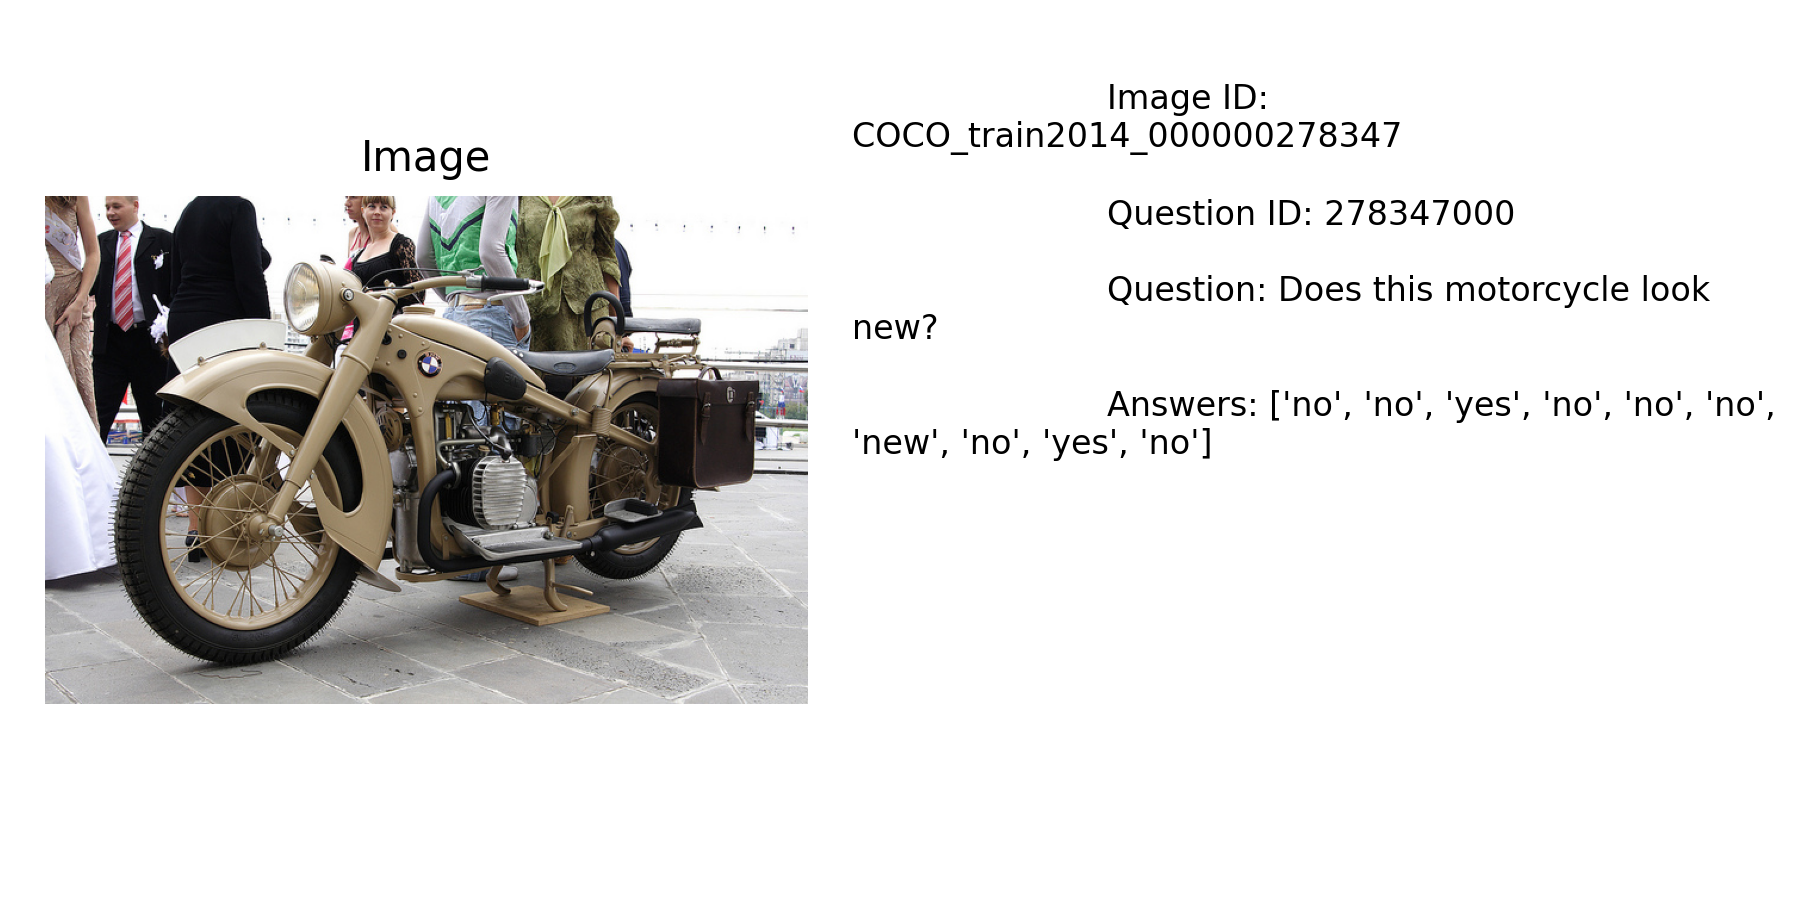 Image
Image ID:
COCO_train2014_000000278347
Question ID: 278347000
Question: Does this motorcycle look
new?
Answers: ['no', 'no', 'yes', 'no', 'no', 'no',
'new', 'no', 'yes', 'no']